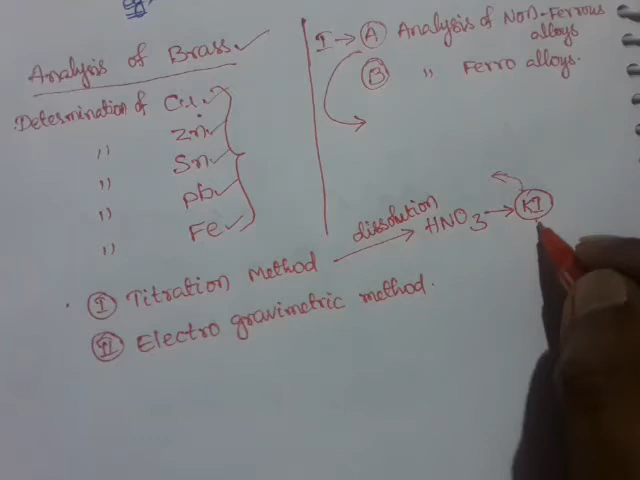 Analysis of Brass
Determination of Cu
" Zn
" Sn
" Pb
" Fe
I → A Analysis of Non-Ferrous
alloys
B " Ferro alloys.
I Titration Method dissolution HNO3 → KI
II Electro gravimetric method.